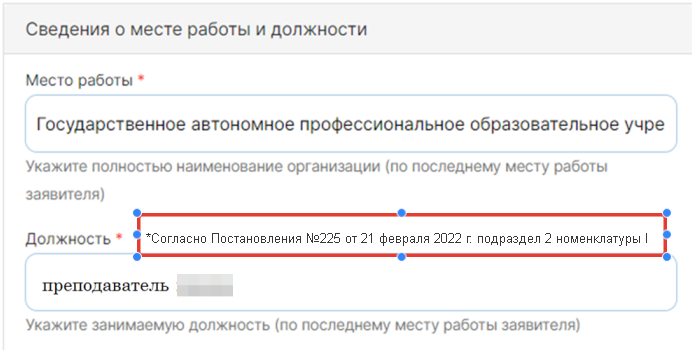 Сведения о месте работы и должности
Место работы *
Государственное автономное профессиональное образовательное учре
Укажите полностью наименование организации (по последнему месту работы
заявителя)
Должность * *Согласно Постановления №225 от 21 февраля 2022 г. подраздел 2 номенклатуры I
преподаватель
Укажите занимаемую должность (по последнему месту работы заявителя)